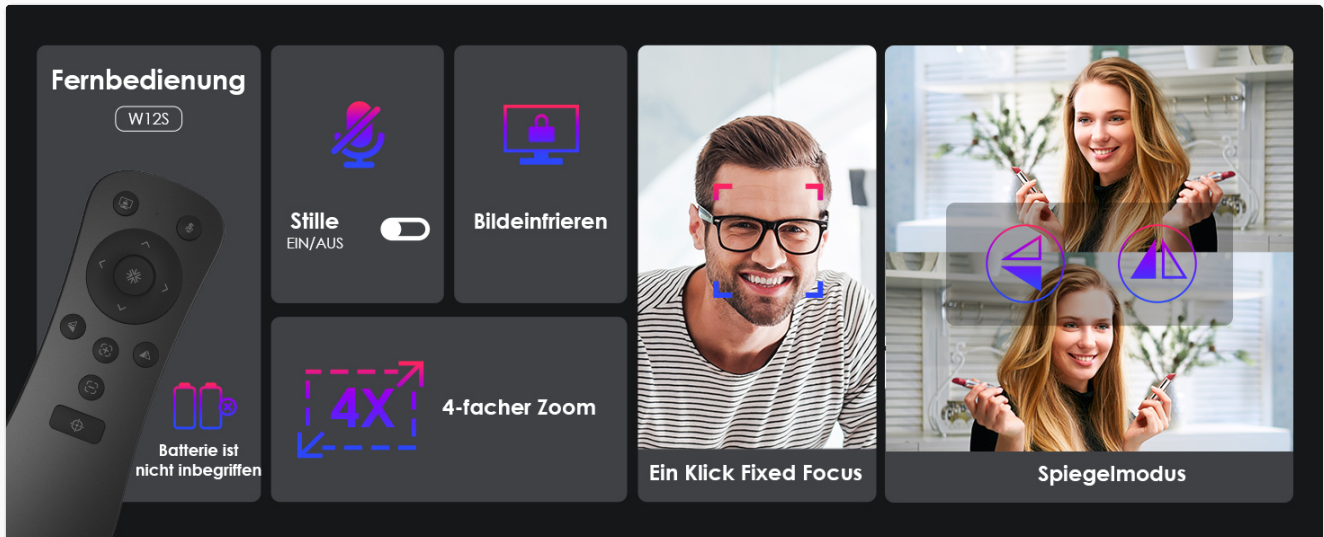 Fernbedienung
W12S
Batterie ist
nicht inbegriffen
Stille
EIN/AUS
Bildeinfrieren
4X
4-facher Zoom
Ein Klick Fixed Focus
Spiegelmodus